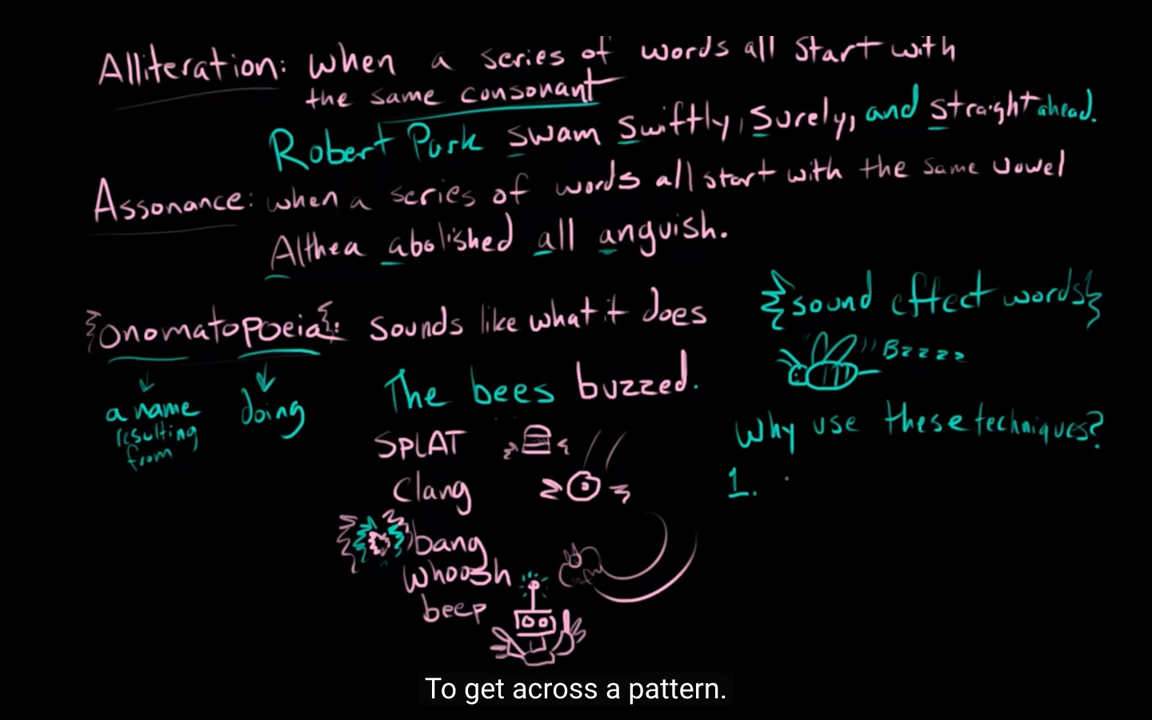 Alliteration: when a series of words all start with
the same consonant
Robert Park swam swiftly, surely, and straight ahead.
Assonance: when a series of words all start with the same vowel
Althea abolished all anguish.
onomatopoeia: sounds like what it does
sound effect words
Bzzzz
a name
resulting
from
doing
The bees buzzed.
SPLAT
Clang
bang
whoosh
beep
Why use these techniques?
1.
To get across a pattern.